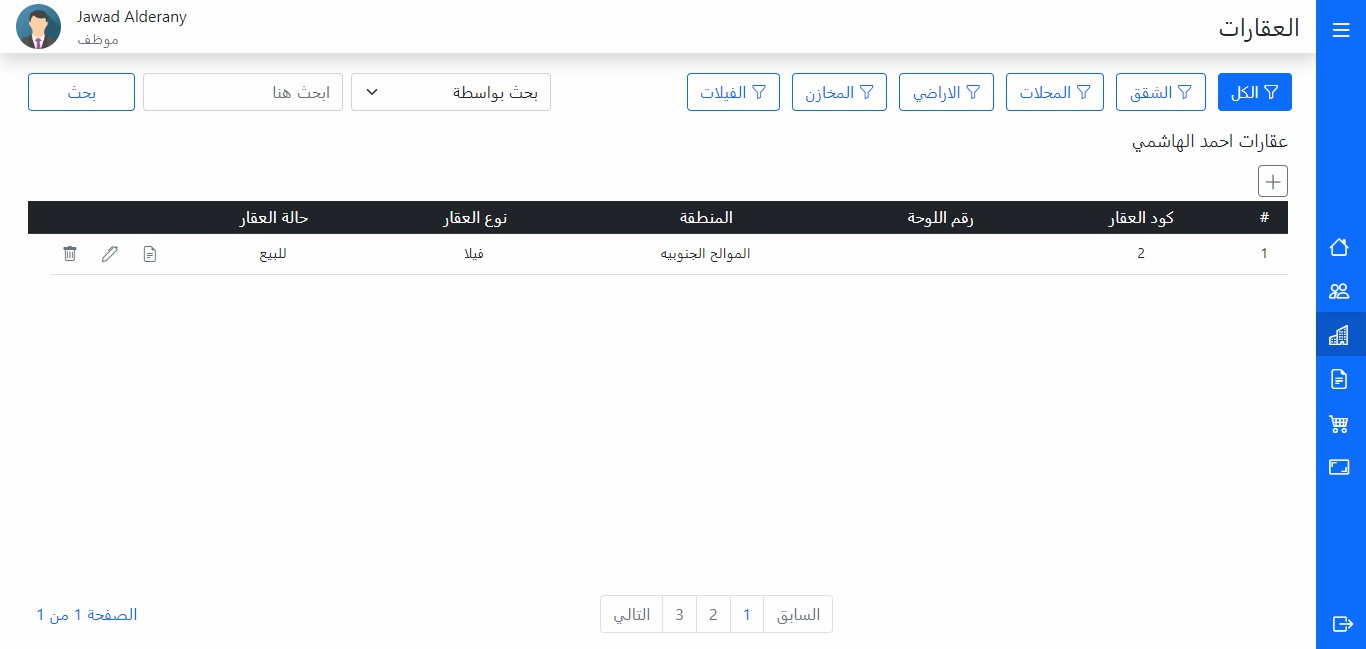 العقارات
Jawad Alderany
موظف
الكل
الشقق
المحلات
الاراضي
المخازن
الفيلات
بحث بواسطة
ابحث هنا
بحث
عقارات احمد الهاشمي
# كود العقار رقم اللوحة المنطقة نوع العقار حالة العقار
1 2 الموالح الجنوبيه فيلا للبيع
السابق 1 2 3 التالي
الصفحة 1 من 1